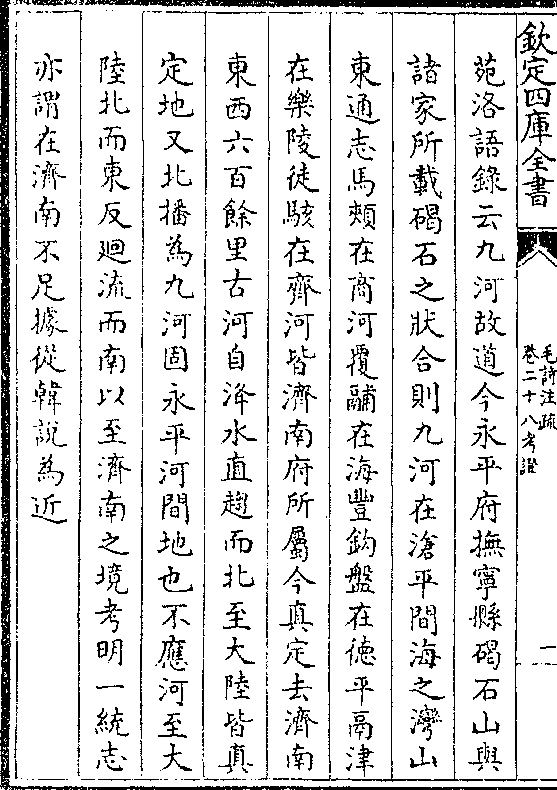 欽定四庫全書
毛詩注疏
卷二十八考證
一
苑洛語錄云九河故道今永平府撫寧縣碣石山與
諸家所載碣石之狀合則九河在滄平間海之灣山
東通志馬頰在商河覆鬴在海豐鈎盤在德平鬲津
在樂陵徒駭在齊河皆濟南府所屬今真定去濟南
東西六百餘里古河自洚水直趨而北至大陸皆真
定地又北播為九河固永平河間地也不應河至大
陸北而東反廻流而南以至濟南之境考明一統志
亦謂在濟南不足據從韓說為近